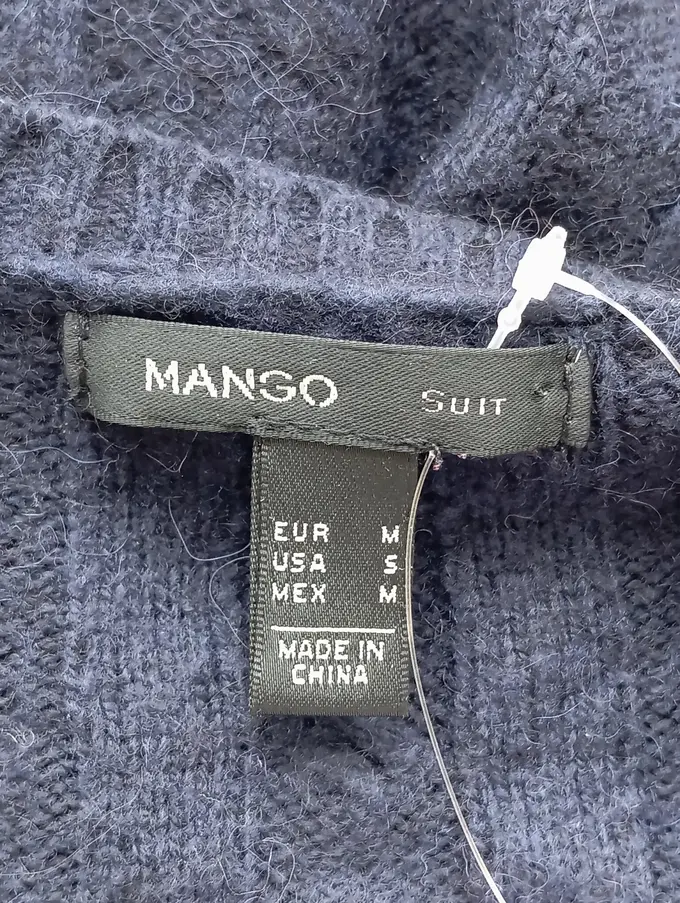 MANGO SUIT
EUR M
USA S
MEX M
MADE IN
CHINA